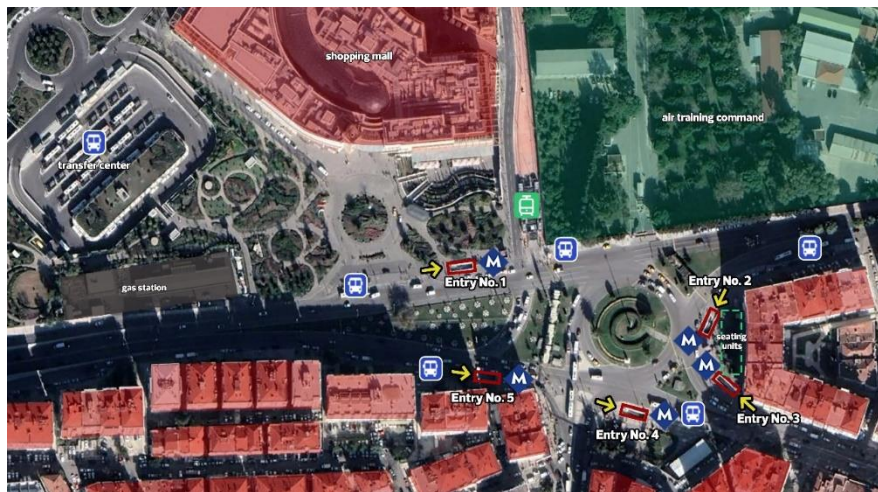 shopping mall
air training command
transfer center
gas station
M
Entry No. 1
Entry No. 2
M
seating
units
M
Entry No. 3
M
Entry No. 5
M
Entry No. 4